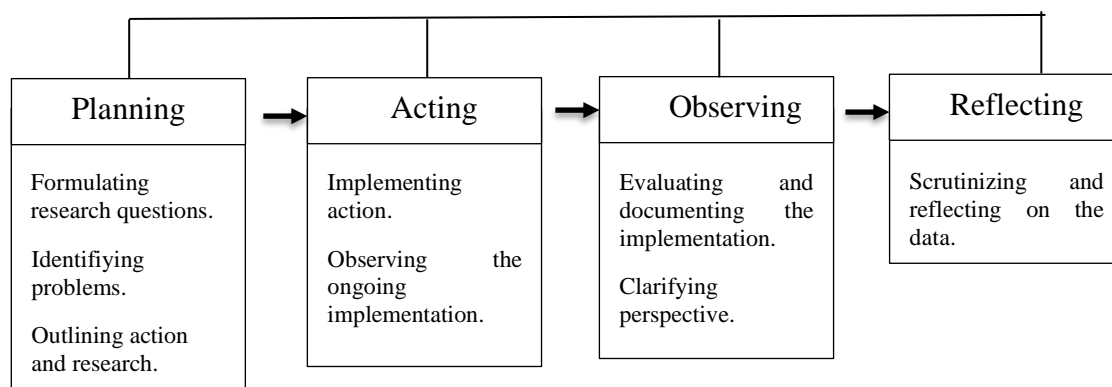 Planning
Formulating
research questions.
Identifiying
problems.
Outlining action
and research.
Acting
Implementing
action.
Observing the
ongoing
implementation.
Observing
Evaluating and
documenting the
implementation.
Clarifying
perspective.
Reflecting
Scrutinizing and
reflecting on the
data.